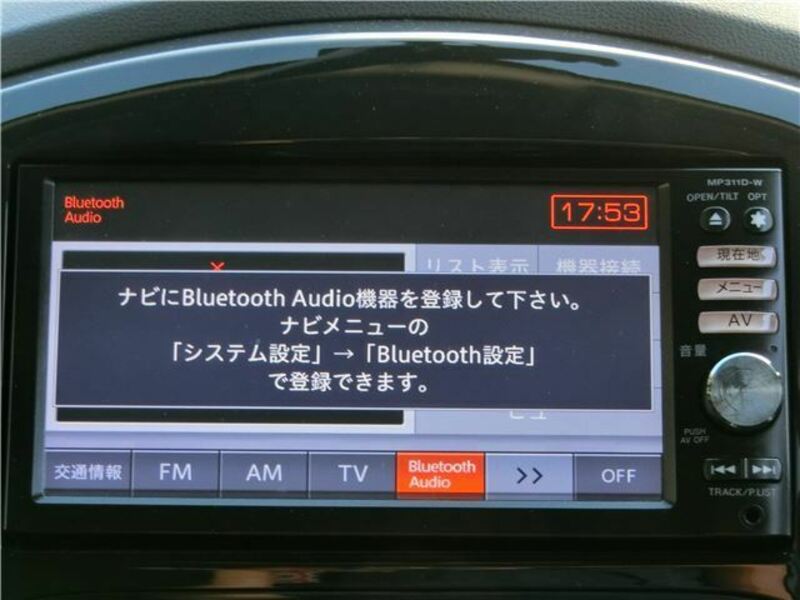 MP311D-W
OPEN/TILT OPT
Bluetooth
Audio
17:53
現在地
リスト表示 機器接続
メニュー
ナビにBluetooth Audio機器を登録して下さい。
ナビメニューの
「システム設定」→「Bluetooth設定」
で登録できます。
AV
音量
PUSH
AV OFF
交通情報 FM AM TV Bluetooth
Audio >> OFF
TRACK/P.LIST